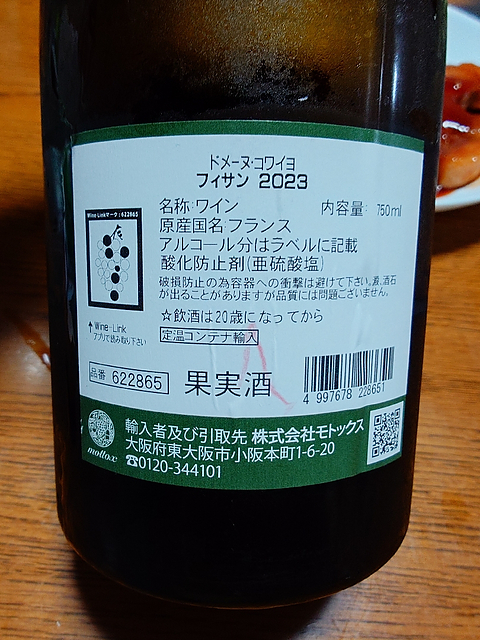 ドメーヌ・コワイヨ
フィサン 2023
Wine-Linkマーク:622865
名称:ワイン 内容量: 750ml
原産国名:フランス
アルコール分はラベルに記載
酸化防止剤(亜硫酸塩)
破損防止の為容器への衝撃は避けて下さい。澱、酒石
が出ることがありますが品質には問題ございません。
☆飲酒は20歳になってから
Wine-Link
アプリで読み取り下さい
定温コンテナ輸入
品番 622865
果実酒
4 997678 228651
mottox
輸入者及び引取先 株式会社モトックス
大阪府東大阪市小阪本町1-6-20
☎0120-344101